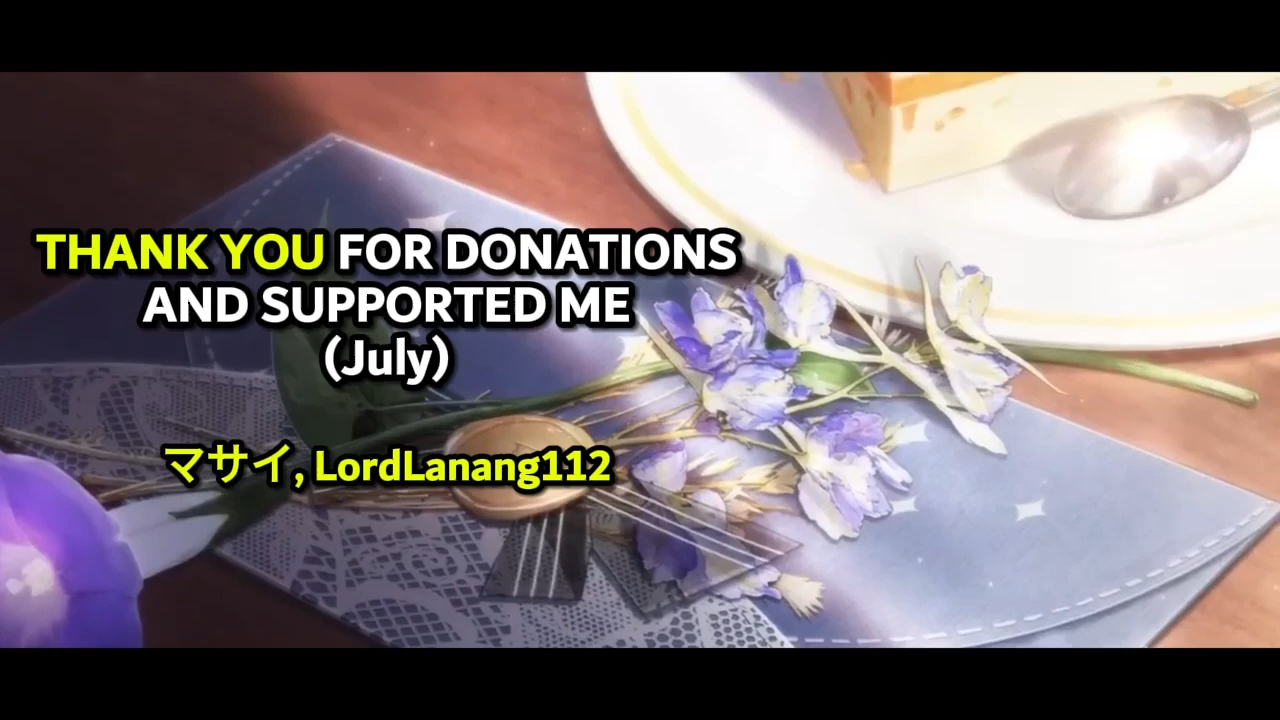 THANK YOU FOR DONATIONS
AND SUPPORTED ME
(July)
マサイ, LordLanang112